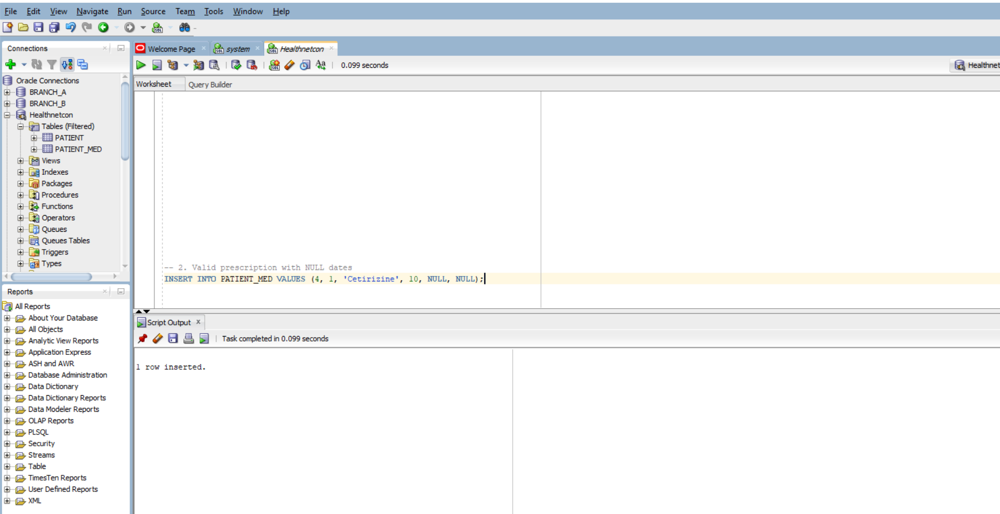 File Edit View Navigate Run Source Team Tools Window Help
Connections
Welcome Page
system
Healthnetcon
0.099 seconds
Healthnet
Worksheet
Query Builder
Oracle Connections
BRANCH_A
BRANCH_B
Healthnetcon
Tables (Filtered)
PATIENT
PATIENT_MED
Views
Indexes
Packages
Procedures
Functions
Operators
Queues
Queues Tables
Triggers
Types
-- 2. Valid prescription with NULL dates
INSERT INTO PATIENT_MED VALUES (4, 1, 'Cetirizine', 10, NULL, NULL);
Reports
All Reports
About Your Database
All Objects
Analytic View Reports
Application Express
ASH and AWR
Database Administration
Data Dictionary
Data Dictionary Reports
Data Modeler Reports
OLAP Reports
PLSQL
Security
Streams
Table
TimesTen Reports
User Defined Reports
XML
Script Output
Task completed in 0.099 seconds
1 row inserted.